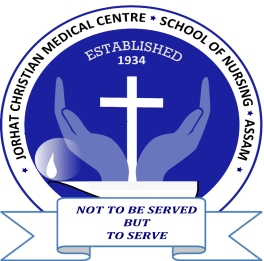 ★ JORHAT CHRISTIAN MEDICAL CENTRE ★ SCHOOL OF NURSING ★ ASSAM ★
ESTABLISHED
1934
NOT TO BE SERVED
BUT
TO SERVE